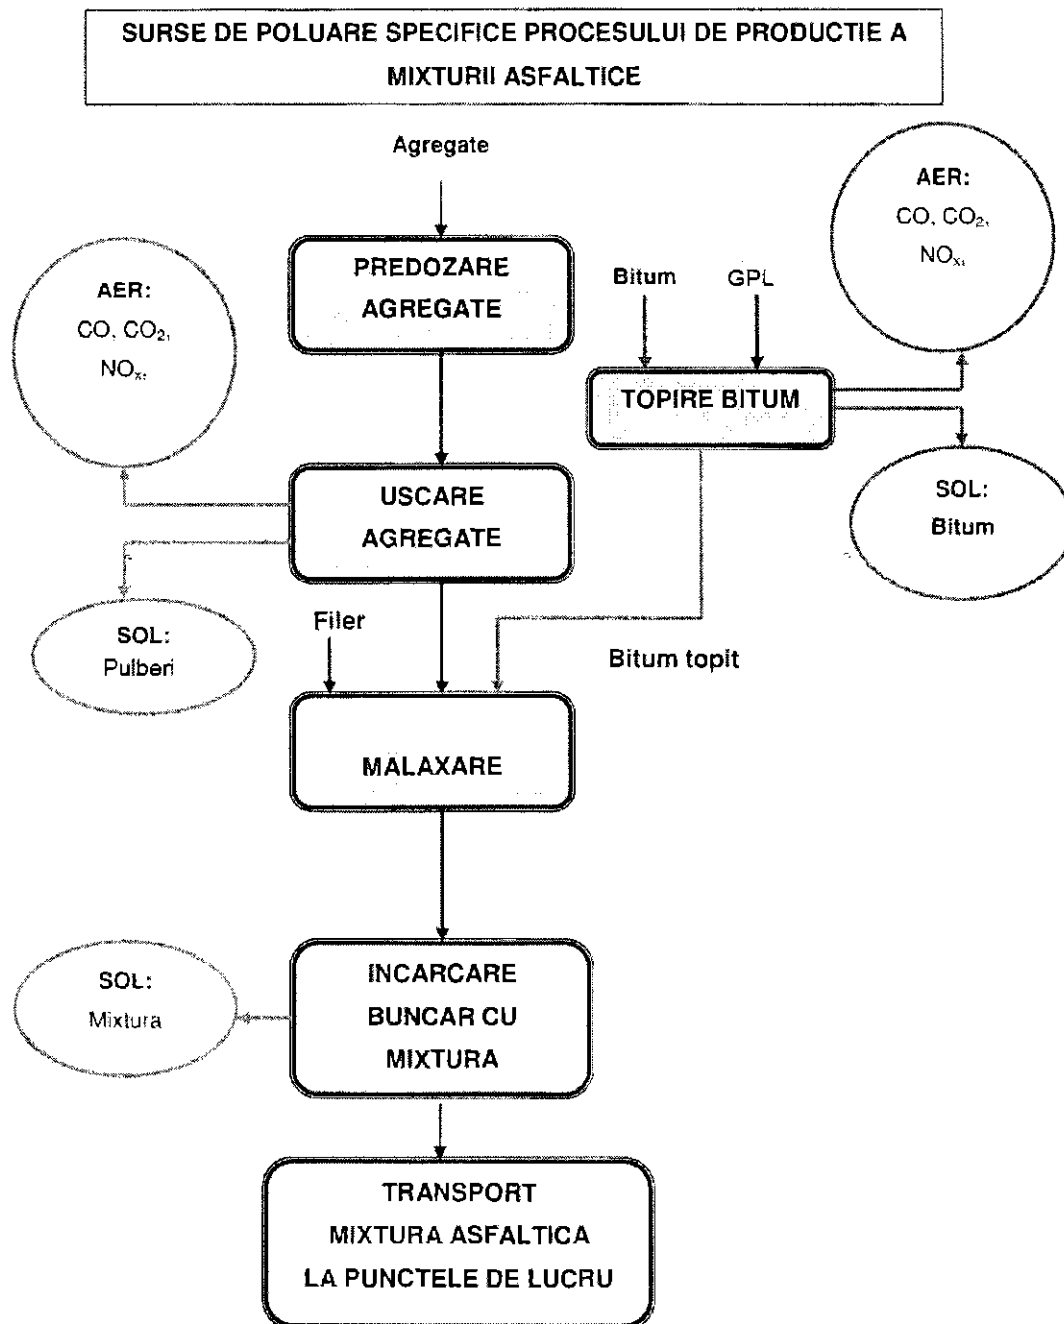 SURSE DE POLUARE SPECIFICE PROCESULUI DE PRODUCTIE A
MIXTURII ASFALTICE
Agregate
AER:
CO, CO₂,
NOₓ,
PREDOZARE
AGREGATE
Bitum
GPL
AER:
CO, CO₂,
NOₓ,
TOPIRE BITUM
USCARE
AGREGATE
SOL:
Bitum
SOL:
Pulberi
Filer
Bitum topit
MALAXARE
SOL:
Mixtura
INCARCARE
BUNCAR CU
MIXTURA
TRANSPORT
MIXTURA ASFALTICA
LA PUNCTELE DE LUCRU